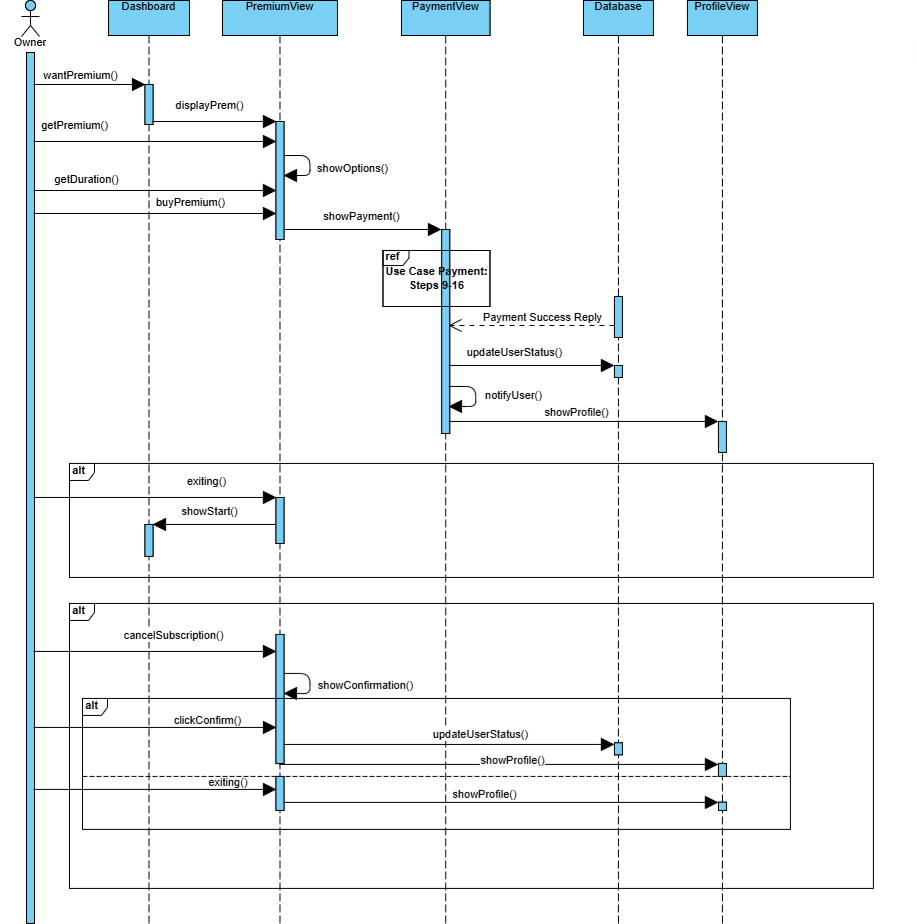 Dashboard
PremiumView
PaymentView
Database
ProfileView
Owner
wantPremium()
displayPrem()
getPremium()
showOptions()
getDuration()
buyPremium()
showPayment()
ref
Use Case Payment:
Steps 9-16
Payment Success Reply
updateUserStatus()
notifyUser()
showProfile()
alt
exiting()
showStart()
alt
cancelSubscription()
showConfirmation()
alt
clickConfirm()
updateUserStatus()
showProfile()
exiting()
showProfile()